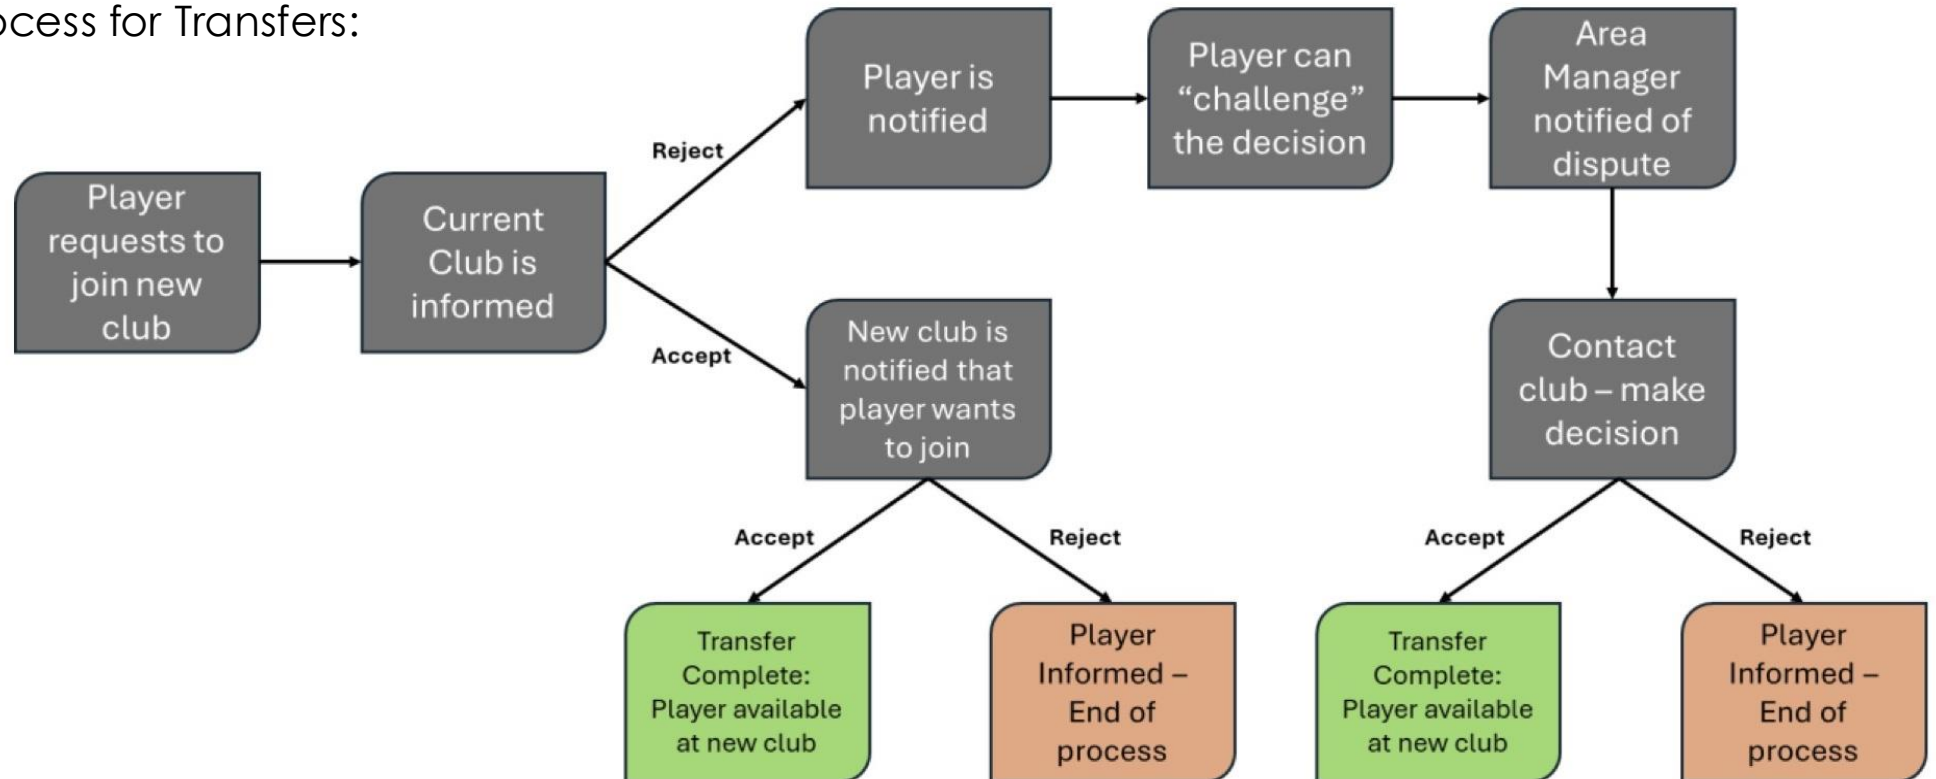 ocess for Transfers:
Player
requests to
join new
club
Current
Club is
informed
Reject
Accept
Player is
notified
Player can
“challenge”
the decision
Area
Manager
notified of
dispute
New club is
notified that
player wants
to join
Contact
club – make
decision
Accept
Reject
Accept
Reject
Transfer
Complete:
Player available
at new club
Player
Informed –
End of
process
Transfer
Complete:
Player available
at new club
Player
Informed –
End of
process